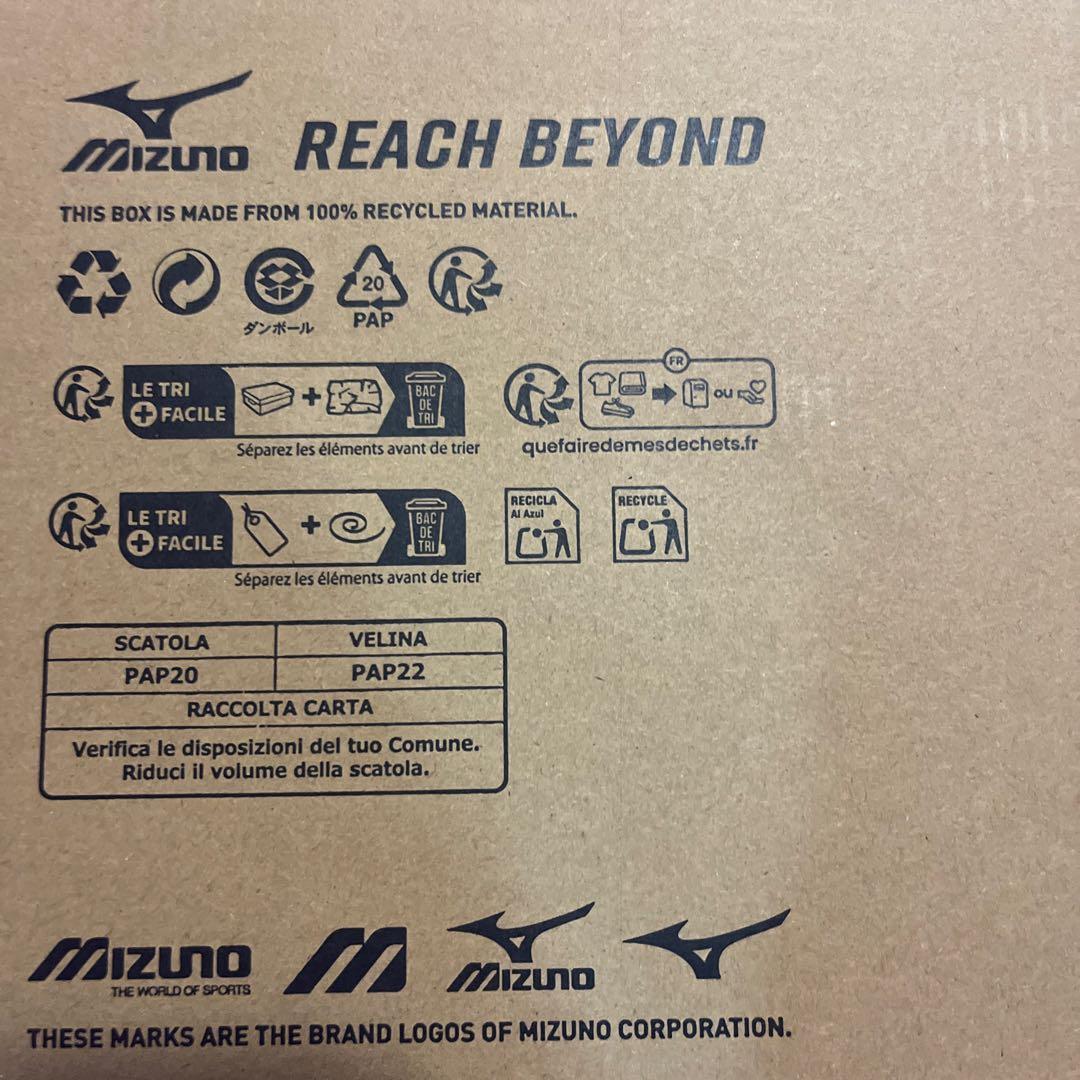 MIZUNO REACH BEYOND
THIS BOX IS MADE FROM 100% RECYCLED MATERIAL.
20
ダンボール PAP
LE TRI
+ FACILE
+
BAC
DE
TRI
Séparez les éléments avant de trier
FR
ou
quefairedemesdechets.fr
LE TRI
+ FACILE
+
BAC
DE
TRI
Séparez les éléments avant de trier
RECICLA
Al Azul
RECYCLE
SCATOLA VELINA
PAP20 PAP22
RACCOLTA CARTA
Verifica le disposizioni del tuo Comune.
Riduci il volume della scatola.
MIZUNO
THE WORLD OF SPORTS
M
MIZUNO
THESE MARKS ARE THE BRAND LOGOS OF MIZUNO CORPORATION.